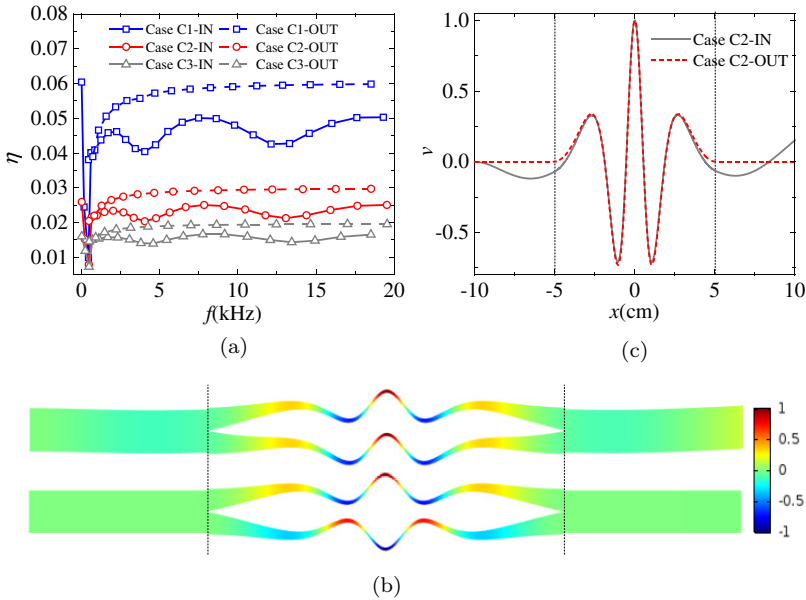 0.08
0.07
0.06
0.05
0.04
0.03
0.02
0.01
η
Case C1-IN
Case C1-OUT
Case C2-IN
Case C2-OUT
Case C3-IN
Case C3-OUT
0 5 10 15 20
f(kHz)
(a)
1.0
0.5
0.0
-0.5
v
Case C2-IN
Case C2-OUT
-10 -5 0 5 10
x(cm)
(c)
1
0.5
0
-0.5
-1
(b)